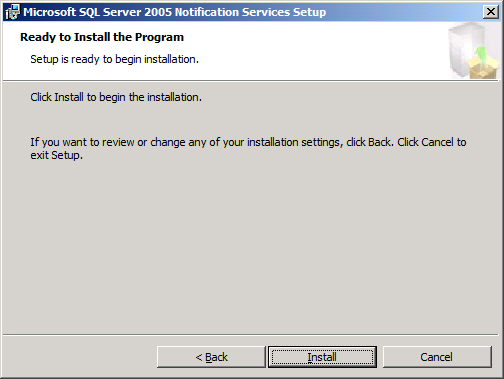 Microsoft SQL Server 2005 Notification Services Setup
Ready to Install the Program
Setup is ready to begin installation.
Click Install to begin the installation.
If you want to review or change any of your installation settings, click Back. Click Cancel to
exit Setup.
< Back
Install
Cancel